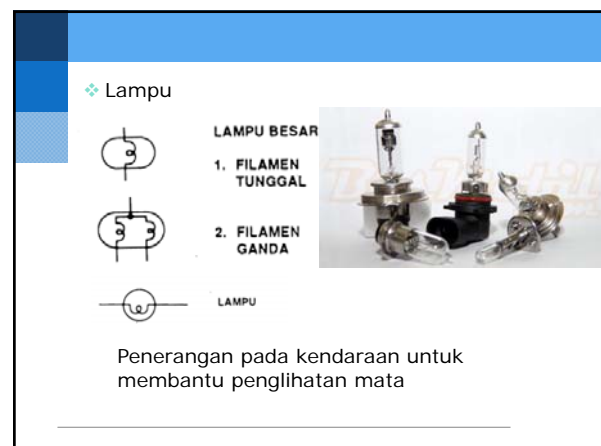 Lampu
LAMPU BESAR
1. FILAMEN
TUNGGAL
2. FILAMEN
GANDA
LAMPU
Penerangan pada kendaraan untuk
membantu penglihatan mata